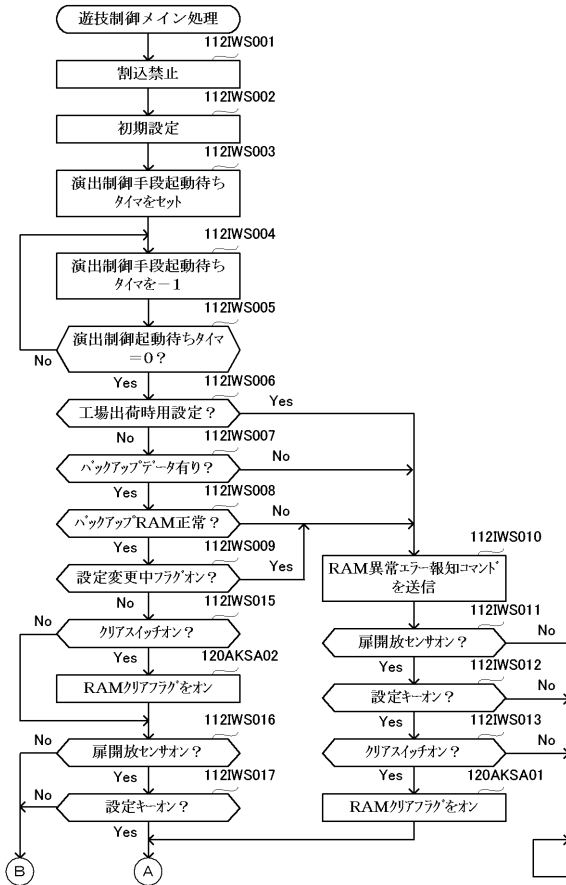 遊技制御メイン処理
112IWS001
割込禁止
112IWS002
初期設定
112IWS003
演出制御手段起動待ち
タイマをセット
112IWS004
演出制御手段起動待ち
タイマを－1
112IWS005
演出制御起動待ちタイマ
=0?
No
Yes
112IWS006
工場出荷時用設定?
Yes
No
112IWS007
バックアップデータ有り?
No
Yes
112IWS008
バックアップRAM正常?
No
Yes
112IWS009
設定変更中フラグオン?
Yes
No
112IWS015
クリアスイッチオン?
No
Yes
120AKSA02
RAMクリアフラグをオン
112IWS016
扉開放センサオン?
No
Yes
112IWS017
設定キーオン?
No
Yes
B
A
112IWS010
RAM異常エラー報知コマンド
を送信
112IWS011
扉開放センサオン?
No
Yes
112IWS012
設定キーオン?
No
Yes
112IWS013
クリアスイッチオン?
No
Yes
120AKSA01
RAMクリアフラグをオン